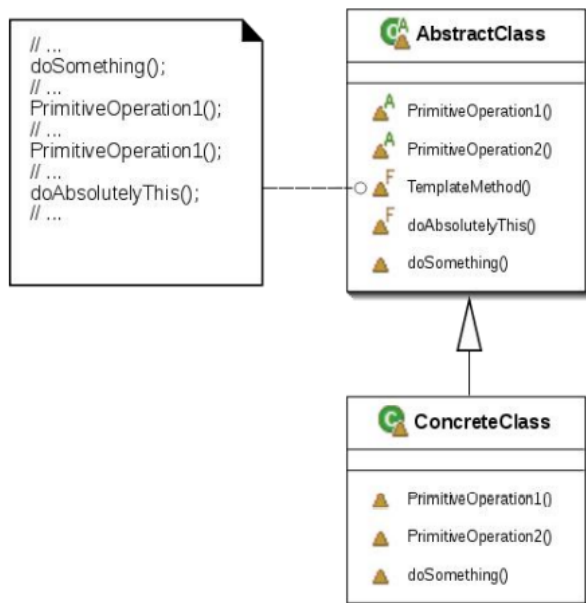 // ...
doSomething();
// ...
PrimitiveOperation1();
// ...
PrimitiveOperation1();
// ...
doAbsolutelyThis();
// ...
C A AbstractClass
A PrimitiveOperation1()
A PrimitiveOperation2()
F TemplateMethod()
F doAbsolutelyThis()
doSomething()
C ConcreteClass
PrimitiveOperation1()
PrimitiveOperation2()
doSomething()